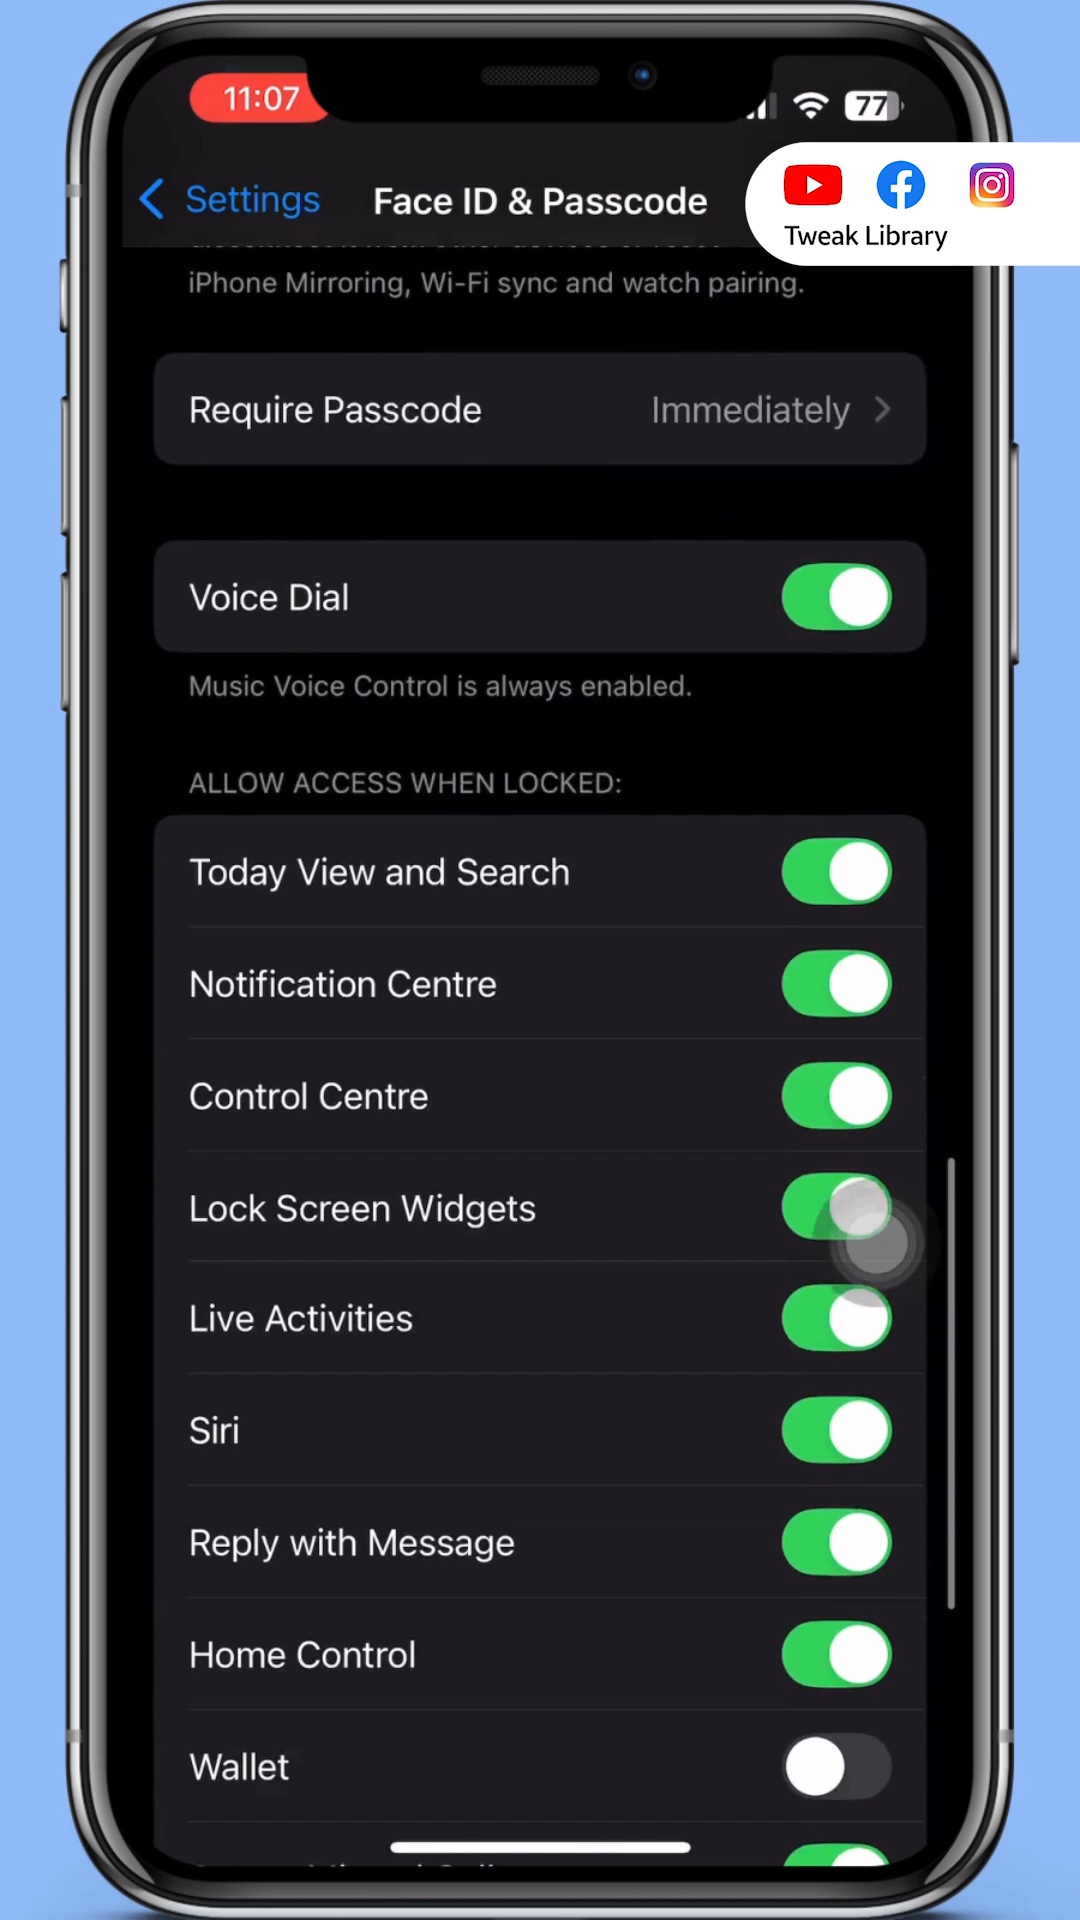 11:07
77
Settings
Face ID & Passcode
Tweak Library
iPhone Mirroring, Wi-Fi sync and watch pairing.
Require Passcode
Immediately
Voice Dial
Music Voice Control is always enabled.
ALLOW ACCESS WHEN LOCKED:
Today View and Search
Notification Centre
Control Centre
Lock Screen Widgets
Live Activities
Siri
Reply with Message
Home Control
Wallet